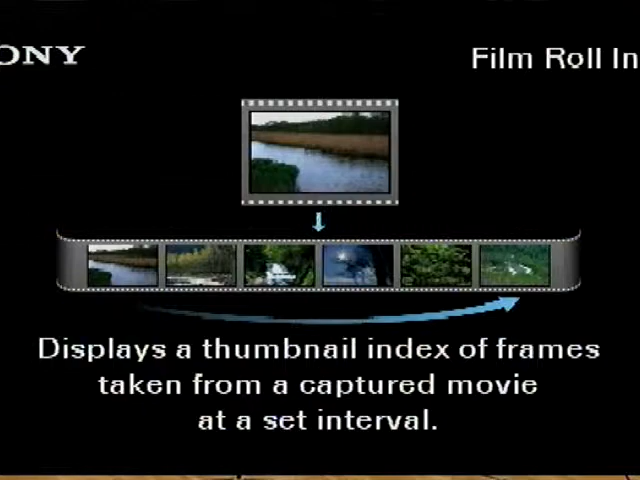 ONY
Film Roll In
Displays a thumbnail index of frames
taken from a captured movie
at a set interval.